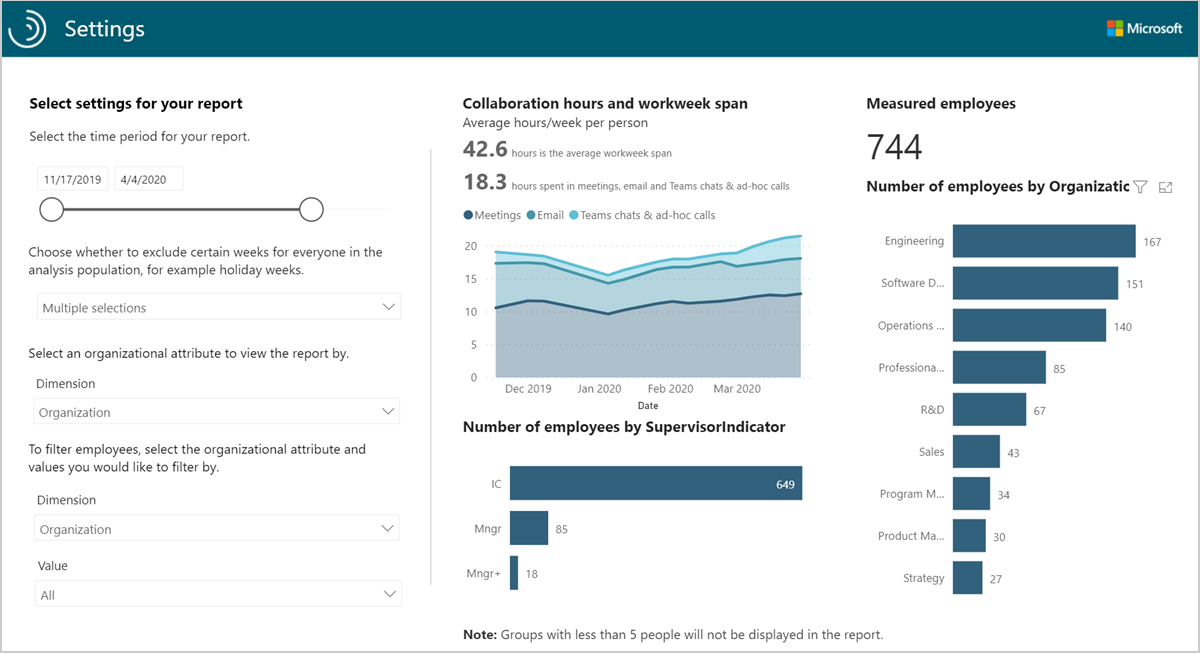 Settings
Microsoft
Select settings for your report
Select the time period for your report.
11/17/2019
4/4/2020
Choose whether to exclude certain weeks for everyone in the
analysis population, for example holiday weeks.
Multiple selections
Select an organizational attribute to view the report by.
Dimension
Organization
To filter employees, select the organizational attribute and
values you would like to filter by.
Dimension
Organization
Value
All
Collaboration hours and workweek span
Average hours/week per person
42.6 hours is the average workweek span
18.3 hours spent in meetings, email and Teams chats & ad-hoc calls
Meetings Email Teams chats & ad-hoc calls
20
15
10
5
0
Dec 2019 Jan 2020 Feb 2020 Mar 2020
Date
Number of employees by SupervisorIndicator
IC 649
Mngr 85
Mngr+ 18
Note: Groups with less than 5 people will not be displayed in the report.
Measured employees
744
Number of employees by Organizatic
Engineering 167
Software D... 151
Operations ... 140
Professiona... 85
R&D 67
Sales 43
Program M... 34
Product Ma... 30
Strategy 27